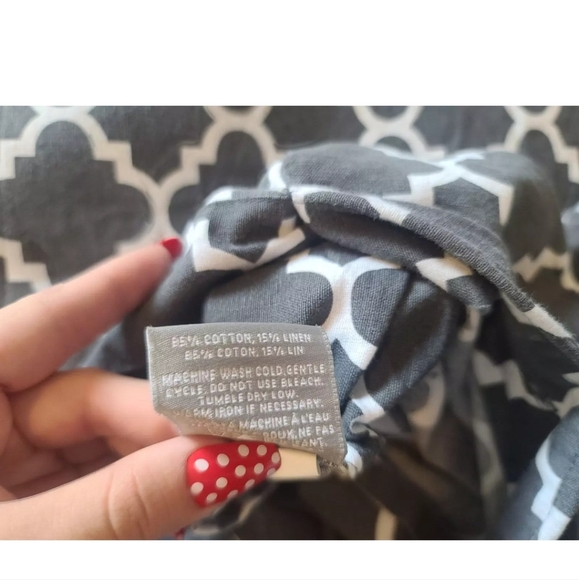 85% COTTON, 15% LINEN
85% COTON, 15% LIN
MACHINE WASH COLD, GENTLE
CYCLE. DO NOT USE BLEACH.
TUMBLE DRY LOW.
WARM IRON IF NECESSARY.
A MACHINE À L'EAU
DOUX. NE PAS